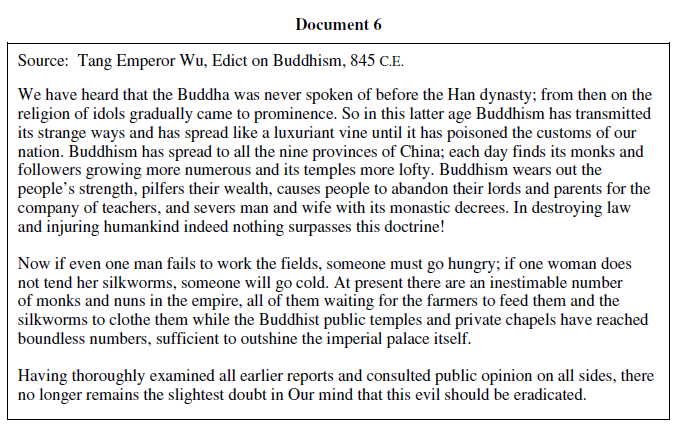 Document 6
Source: Tang Emperor Wu, Edict on Buddhism, 845 C.E.
We have heard that the Buddha was never spoken of before the Han dynasty; from then on the
religion of idols gradually came to prominence. So in this latter age Buddhism has transmitted
its strange ways and has spread like a luxuriant vine until it has poisoned the customs of our
nation. Buddhism has spread to all the nine provinces of China; each day finds its monks and
followers growing more numerous and its temples more lofty. Buddhism wears out the
people’s strength, pilfers their wealth, causes people to abandon their lords and parents for the
company of teachers, and severs man and wife with its monastic decrees. In destroying law
and injuring humankind indeed nothing surpasses this doctrine!
Now if even one man fails to work the fields, someone must go hungry; if one woman does
not tend her silkworms, someone will go cold. At present there are an inestimable number
of monks and nuns in the empire, all of them waiting for the farmers to feed them and the
silkworms to clothe them while the Buddhist public temples and private chapels have reached
boundless numbers, sufficient to outshine the imperial palace itself.
Having thoroughly examined all earlier reports and consulted public opinion on all sides, there
no longer remains the slightest doubt in Our mind that this evil should be eradicated.